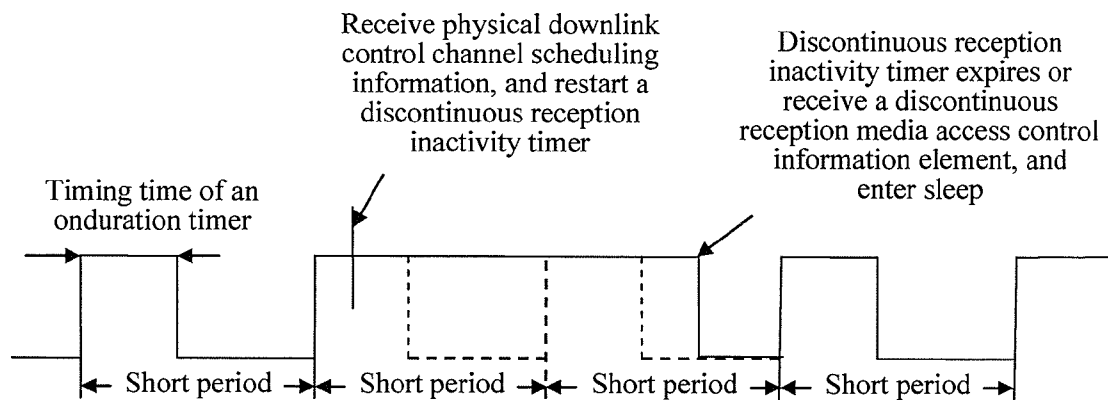 Receive physical downlink
control channel scheduling
information, and restart a
discontinuous reception
inactivity timer
Discontinuous reception
inactivity timer expires or
receive a discontinuous
reception media access control
information element, and
enter sleep
Timing time of an
onduration timer
Short period
Short period
Short period
Short period